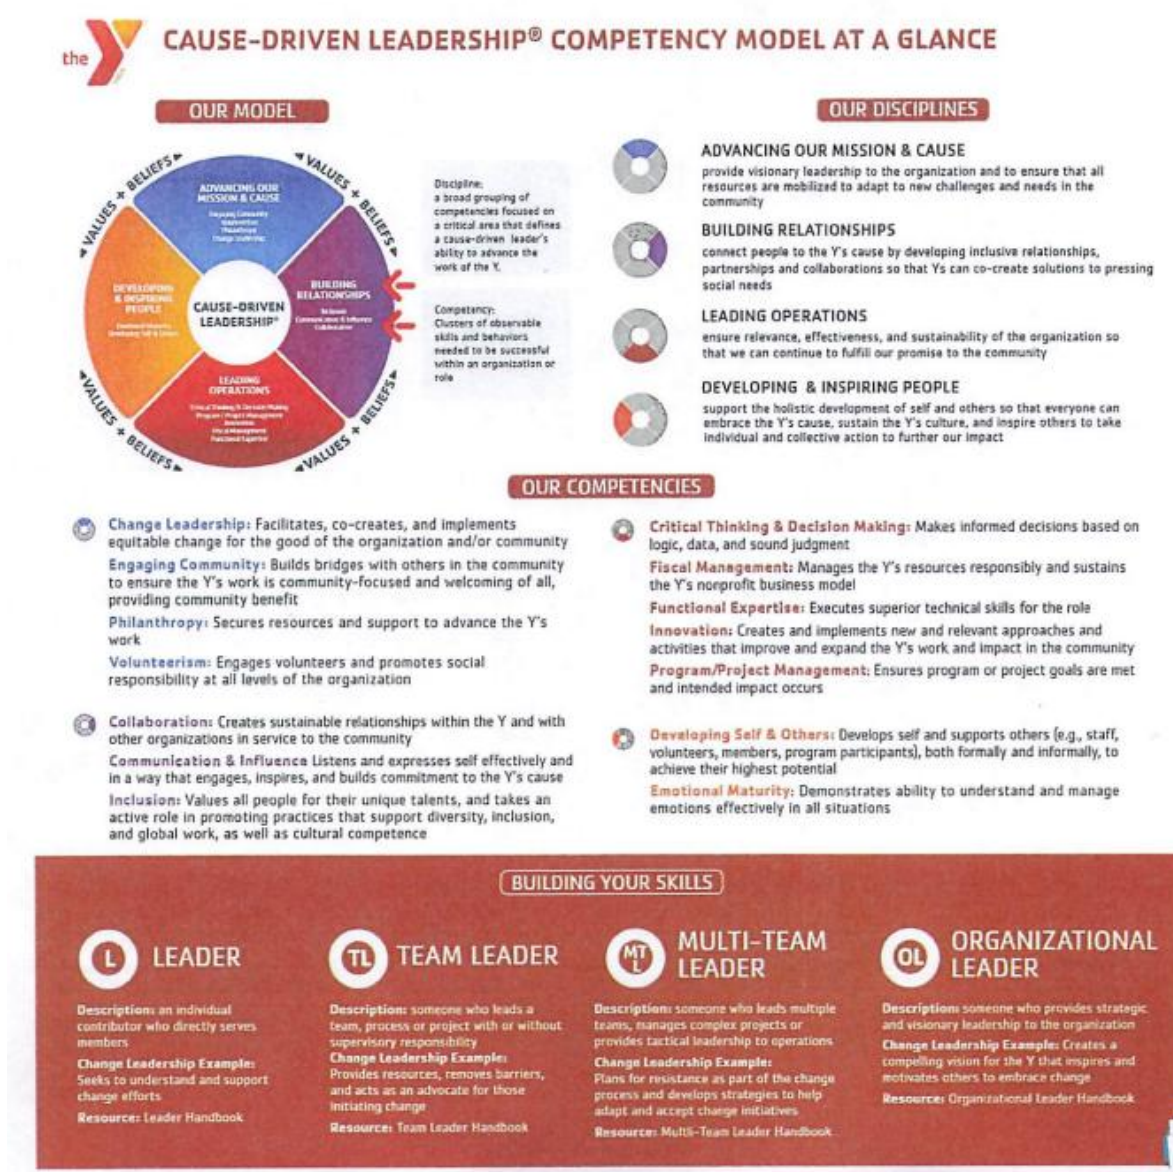 the
CAUSE-DRIVEN LEADERSHIP® COMPETENCY MODEL AT A GLANCE
OUR MODEL
VALUES + BELIEFS
VALUES + BELIEFS
VALUES + BELIEFS
VALUES + BELIEFS
ADVANCING OUR
MISSION & CAUSE
Engaging Community
Volunteerism
Philanthropy
Change Leadership
BUILDING
RELATIONSHIPS
Inclusion
Communication & Influence
Collaboration
LEADING
OPERATIONS
Critical Thinking & Decision Making
Program / Project Management
Innovation
Fiscal Management
Functional Expertise
DEVELOPING
& INSPIRING
PEOPLE
Emotional Maturity
Developing Self & Others
CAUSE-DRIVEN
LEADERSHIP®
Discipline:
a broad grouping of
competencies focused on
a critical area that defines
a cause-driven leader's
ability to advance the
work of the Y.
Competency:
Clusters of observable
skills and behaviors
needed to be successful
within an organization or
role
OUR DISCIPLINES
ADVANCING OUR MISSION & CAUSE
provide visionary leadership to the organization and to ensure that all
resources are mobilized to adapt to new challenges and needs in the
community
BUILDING RELATIONSHIPS
connect people to the Y's cause by developing inclusive relationships,
partnerships and collaborations so that Ys can co-create solutions to pressing
social needs
LEADING OPERATIONS
ensure relevance, effectiveness, and sustainability of the organization so
that we can continue to fulfill our promise to the community
DEVELOPING & INSPIRING PEOPLE
support the holistic development of self and others so that everyone can
embrace the Y's cause, sustain the Y's culture, and inspire others to take
individual and collective action to further our impact
OUR COMPETENCIES
Change Leadership: Facilitates, co-creates, and implements
equitable change for the good of the organization and/or community
Engaging Community: Builds bridges with others in the community
to ensure the Y's work is community-focused and welcoming of all,
providing community benefit
Philanthropy: Secures resources and support to advance the Y's
work
Volunteerism: Engages volunteers and promotes social
responsibility at all levels of the organization
Collaboration: Creates sustainable relationships within the Y and with
other organizations in service to the community
Communication & Influence Listens and expresses self effectively and
in a way that engages, inspires, and builds commitment to the Y's cause
Inclusion: Values all people for their unique talents, and takes an
active role in promoting practices that support diversity, inclusion,
and global work, as well as cultural competence
Critical Thinking & Decision Making: Makes informed decisions based on
logic, data, and sound judgment
Fiscal Management: Manages the Y's resources responsibly and sustains
the Y's nonprofit business model
Functional Expertise: Executes superior technical skills for the role
Innovation: Creates and implements new and relevant approaches and
activities that improve and expand the Y's work and impact in the community
Program/Project Management: Ensures program or project goals are met
and intended impact occurs
Developing Self & Others: Develops self and supports others (e.g., staff,
volunteers, members, program participants), both formally and informally, to
achieve their highest potential
Emotional Maturity: Demonstrates ability to understand and manage
emotions effectively in all situations
BUILDING YOUR SKILLS
L LEADER
Description: an individual
contributor who directly serves
members
Change Leadership Example:
Seeks to understand and support
change efforts
Resource: Leader Handbook
TL TEAM LEADER
Description: someone who leads a
team, process or project with or without
supervisory responsibility
Change Leadership Example:
Provides resources, removes barriers,
and acts as an advocate for those
initiating change
Resource: Team Leader Handbook
MT
L
MULTI-TEAM
LEADER
Description: someone who leads multiple
teams, manages complex projects or
provides tactical leadership to operations
Change Leadership Example:
Plans for resistance as part of the change
process and develops strategies to help
adapt and accept change initiatives
Resource: Multi-Team Leader Handbook
OL
ORGANIZATIONAL
LEADER
Description: someone who provides strategic
and visionary leadership to the organization
Change Leadership Example: Creates a
compelling vision for the Y that inspires and
motivates others to embrace change
Resource: Organizational Leader Handbook